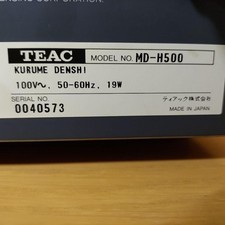 CORPORATION.
TEAC MODEL NO. MD-H500
KURUME DENSHI
100V~, 50-60Hz, 19W
SERIAL NO.
0040573
ティアック株式会社
MADE IN JAPAN